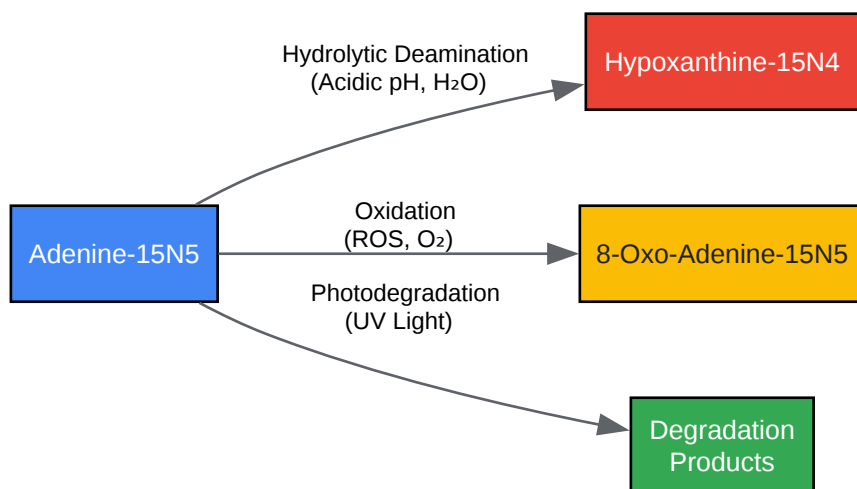 Hydrolytic Deamination
(Acidic pH, H₂O)
Hypoxanthine-15N4
Adenine-15N5
Oxidation
(ROS, O₂)
8-Oxo-Adenine-15N5
Photodegradation
(UV Light)
Degradation
Products